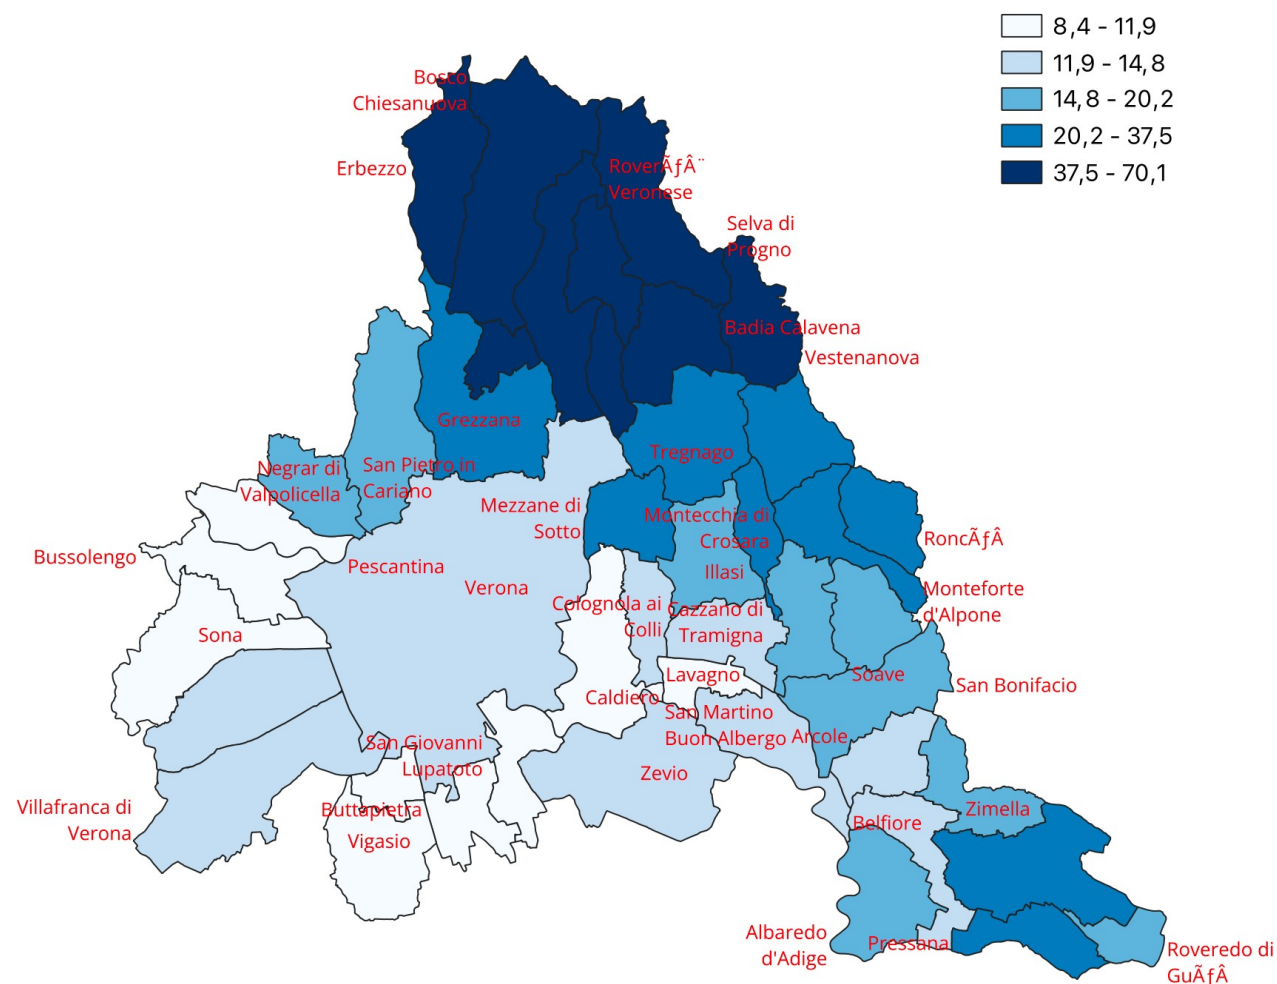 8,4 - 11,9
11,9 - 14,8
14,8 - 20,2
20,2 - 37,5
37,5 - 70,1
Bosco
Chiesanuova
Erbezzo
RoverÃƒÂ¨
Veronese
Selva di
Progno
Badia Calavena
Vestenanova
Grezzana
Tregnago
Negrar di
Valpolicella
San Pietro in
Cariano
Mezzane di
Sotto
Montecchia di
Crosara
RoncÃƒÂ
Bussolengo
Pescantina
Verona
Illasi
Monteforte
d'Alpone
Colognola ai
Colli
Cazzano di
Tramigna
Sona
Lavagno
Soave
San Bonifacio
Caldiero
San Martino
Buon Albergo
Arcole
San Giovanni
Lupatoto
Zevio
Villafranca di
Verona
Buttapietra
Vigasio
Belfiore
Zimella
Albaredo
d'Adige
Pressana
Roveredo di
GuÃƒÂ